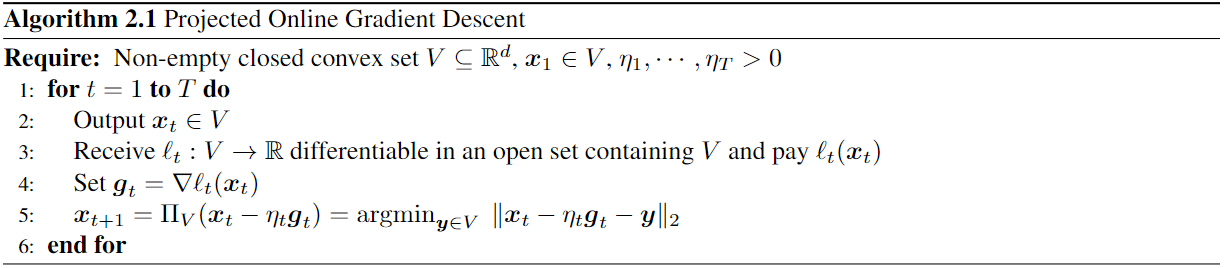 Algorithm 2.1 Projected Online Gradient Descent
Require: Non-empty closed convex set $V \subseteq \mathbb{R}^d$, $\boldsymbol{x}_1 \in V$, $\eta_1, \cdots, \eta_T > 0$
1: for $t = 1$ to $T$ do
2: Output $\boldsymbol{x}_t \in V$
3: Receive $\ell_t : V \to \mathbb{R}$ differentiable in an open set containing $V$ and pay $\ell_t(\boldsymbol{x}_t)$
4: Set $\boldsymbol{g}_t = \nabla \ell_t(\boldsymbol{x}_t)$
5: $\boldsymbol{x}_{t+1} = \Pi_V(\boldsymbol{x}_t - \eta_t \boldsymbol{g}_t) = \operatorname{argmin}_{\boldsymbol{y} \in V} \|\boldsymbol{x}_t - \eta_t \boldsymbol{g}_t - \boldsymbol{y}\|_2$
6: end for